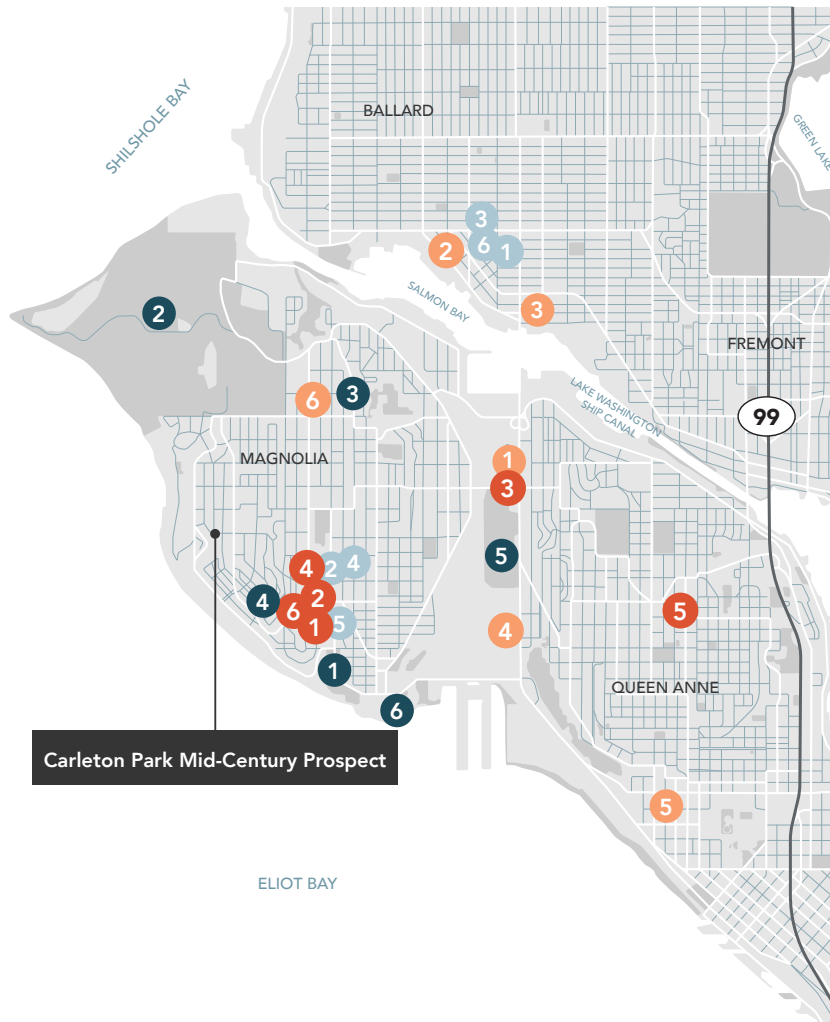 SHILSHOLE BAY
BALLARD
GREEN LAKE
3
6
1
2
SALMON BAY
3
2
FREMONT
3
6
LAKE WASHINGTON
SHIP CANAL
99
MAGNOLIA
1
3
5
4
2
4
4
2
6
1
5
5
4
1
QUEEN ANNE
6
Carleton Park Mid-Century Prospect
5
ELIOT BAY